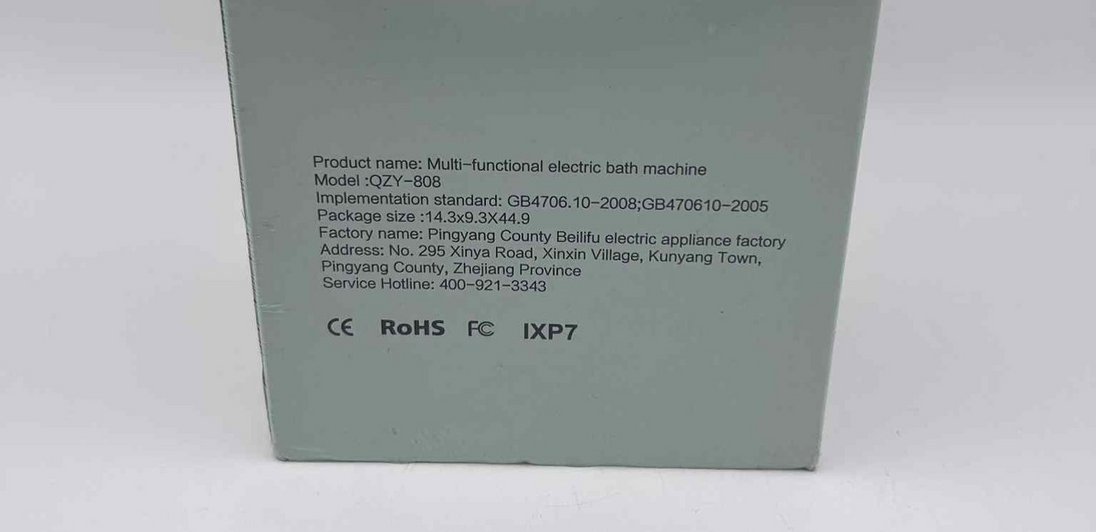 Product name: Multi-functional electric bath machine
Model :QZY-808
Implementation standard: GB4706.10-2008;GB470610-2005
Package size :14.3x9.3X44.9
Factory name: Pingyang County Beilifu electric appliance factory
Address: No. 295 Xinya Road, Xinxin Village, Kunyang Town,
Pingyang County, Zhejiang Province
Service Hotline: 400-921-3343
CE RoHS FC IXP7